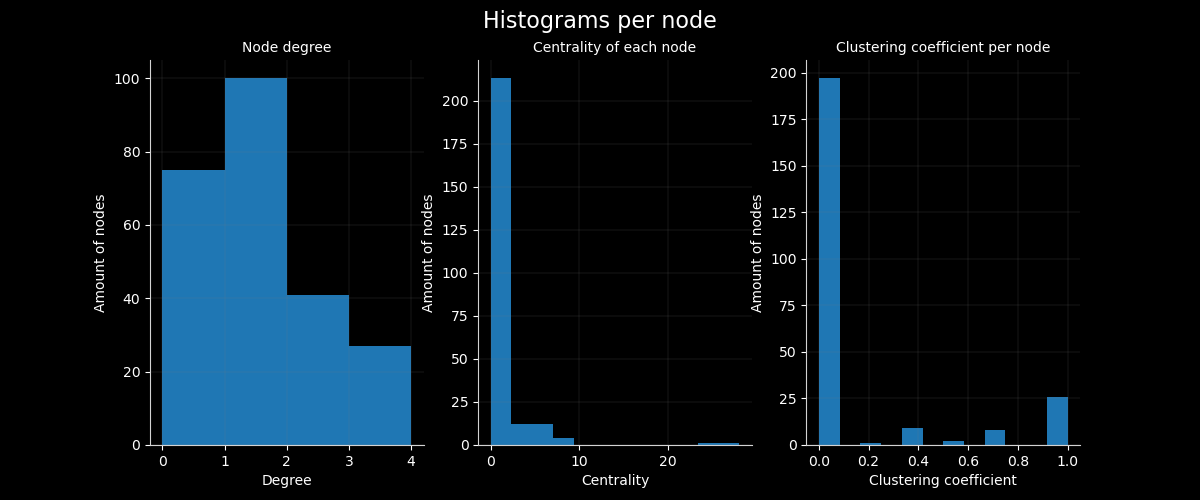 Histograms per node
Node degree
Amount of nodes
100
80
60
40
20
0
0 1 2 3 4
Degree
Centrality of each node
Amount of nodes
200
175
150
125
100
75
50
25
0
0 10 20
Centrality
Clustering coefficient per node
Amount of nodes
200
175
150
125
100
75
50
25
0
0.0 0.2 0.4 0.6 0.8 1.0
Clustering coefficient